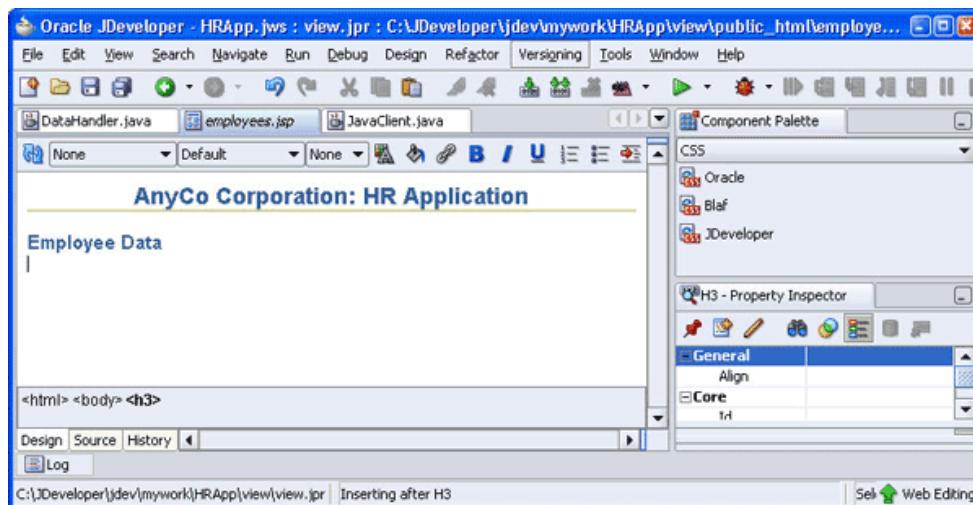 Oracle JDeveloper - HRApp.jws : view.jpr : C:\JDeveloper\jdev\mywork\HRApp\view\public_html\employe...
File Edit View Search Navigate Run Debug Design Refactor Versioning Tools Window Help
DataHandler.java employees.jsp JavaClient.java
Component Palette
None Default None B I U
CSS
Oracle
Blaf
JDeveloper
AnyCo Corporation: HR Application
Employee Data
H3 - Property Inspector
General
Align
Core
Id
<html> <body> <h3>
Design Source History
Log
C:\JDeveloper\jdev\mywork\HRApp\view\view.jpr Inserting after H3 Web Editing